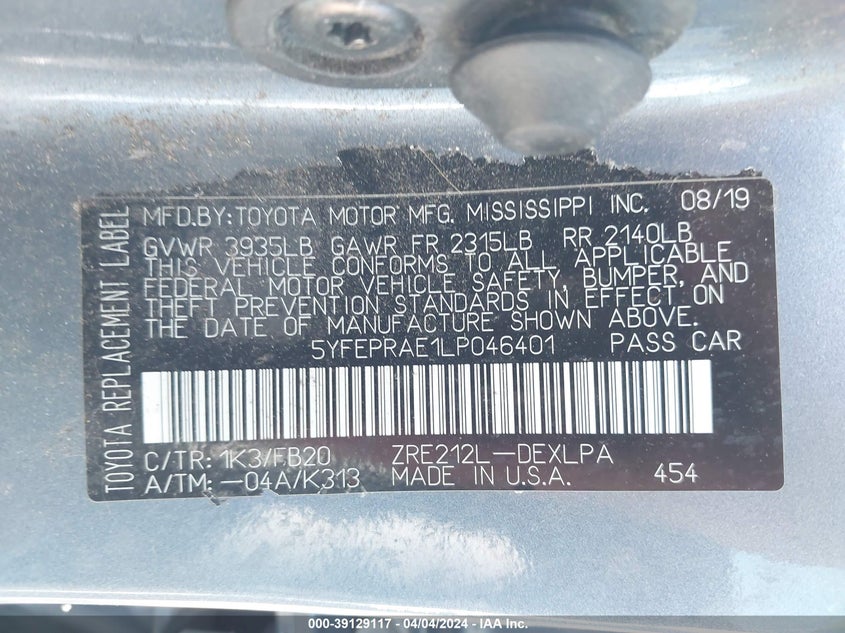 TOYOTA REPLACEMENT LABEL
MFD.BY:TOYOTA MOTOR MFG. MISSISSIPPI INC. 08/19
GVWR 3935LB GAWR FR 2315LB RR 2140LB
THIS VEHICLE CONFORMS TO ALL APPLICABLE
FEDERAL MOTOR VEHICLE SAFETY, BUMPER, AND
THEFT PREVENTION STANDARDS IN EFFECT ON
THE DATE OF MANUFACTURE SHOWN ABOVE.
5YFEPRAE1LP046401 PASS CAR
C/TR: 1K3/FB20 ZRE212L-DEXLPA
A/TM: -04A/K313 MADE IN U.S.A. 454
000-39129117 - 04/04/2024 - IAA Inc.